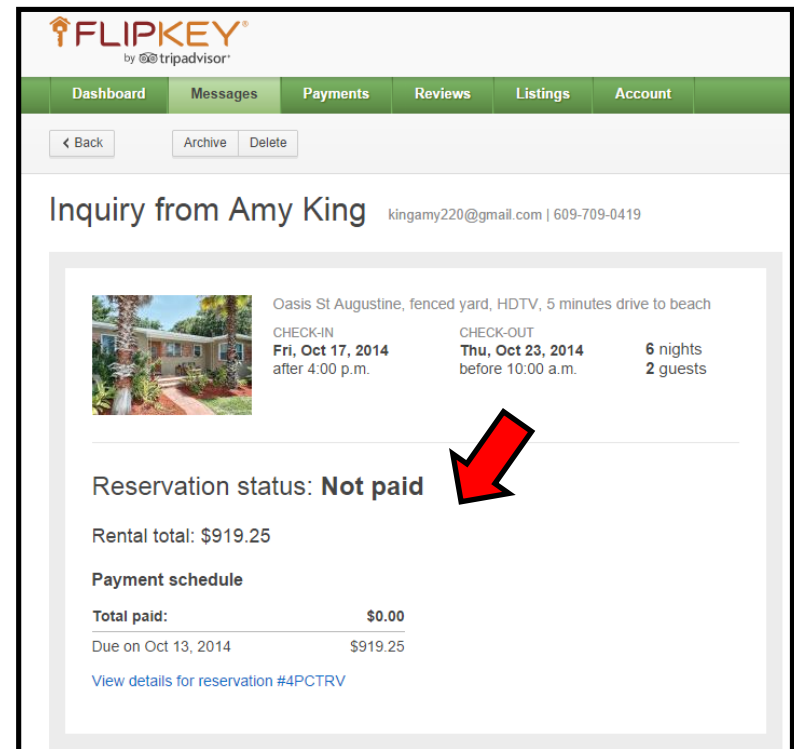 FLIPKEY®
by tripadvisor®
Dashboard Messages Payments Reviews Listings Account
Back Archive Delete
Inquiry from Amy King kingamy220@gmail.com | 609-709-0419
Oasis St Augustine, fenced yard, HDTV, 5 minutes drive to beach
CHECK-IN CHECK-OUT
Fri, Oct 17, 2014 Thu, Oct 23, 2014 6 nights
after 4:00 p.m. before 10:00 a.m. 2 guests
Reservation status: Not paid
Rental total: $919.25
Payment schedule
Total paid: $0.00
Due on Oct 13, 2014 $919.25
View details for reservation #4PCTRV